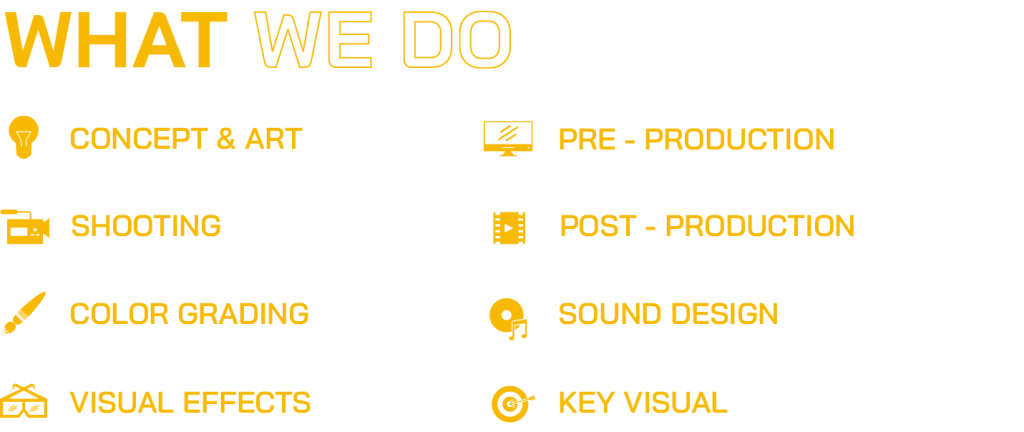 WHAT WE DO
CONCEPT & ART
PRE - PRODUCTION
SHOOTING
POST - PRODUCTION
COLOR GRADING
SOUND DESIGN
VISUAL EFFECTS
KEY VISUAL